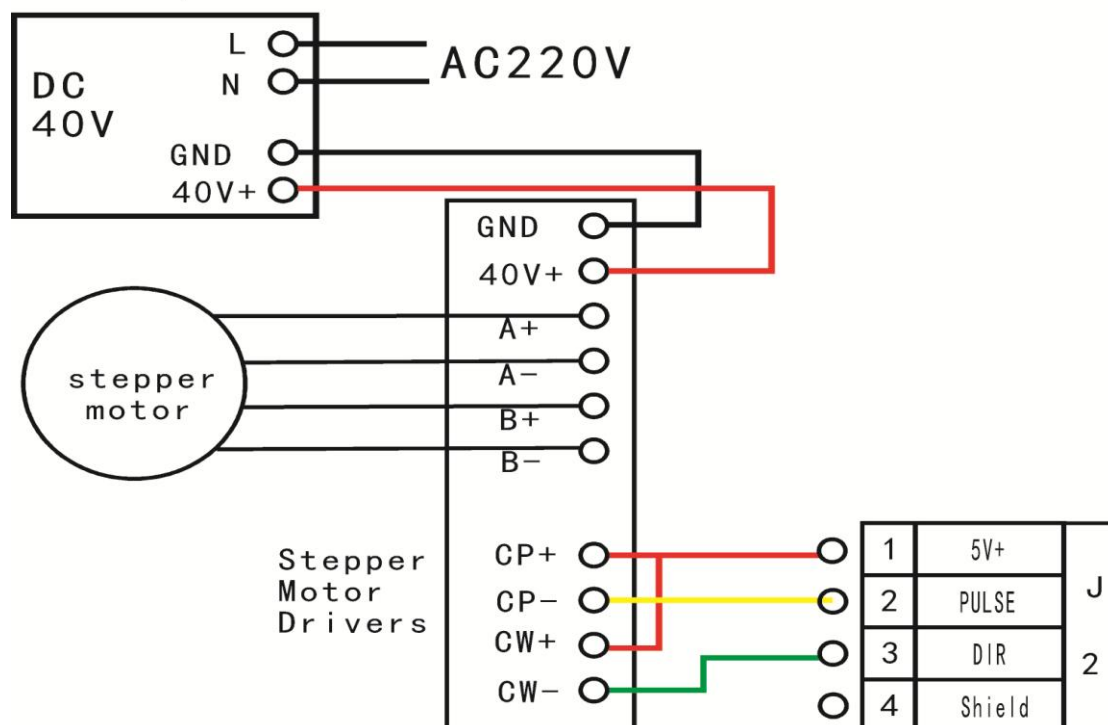 L
N
AC220V
DC
40V
GND
40V+
GND
40V+
A+
A-
B+
B-
stepper
motor
Stepper
Motor
Drivers
CP+
CP-
CW+
CW-
1 5V+
2 PULSE
3 DIR
4 Shield
J
2